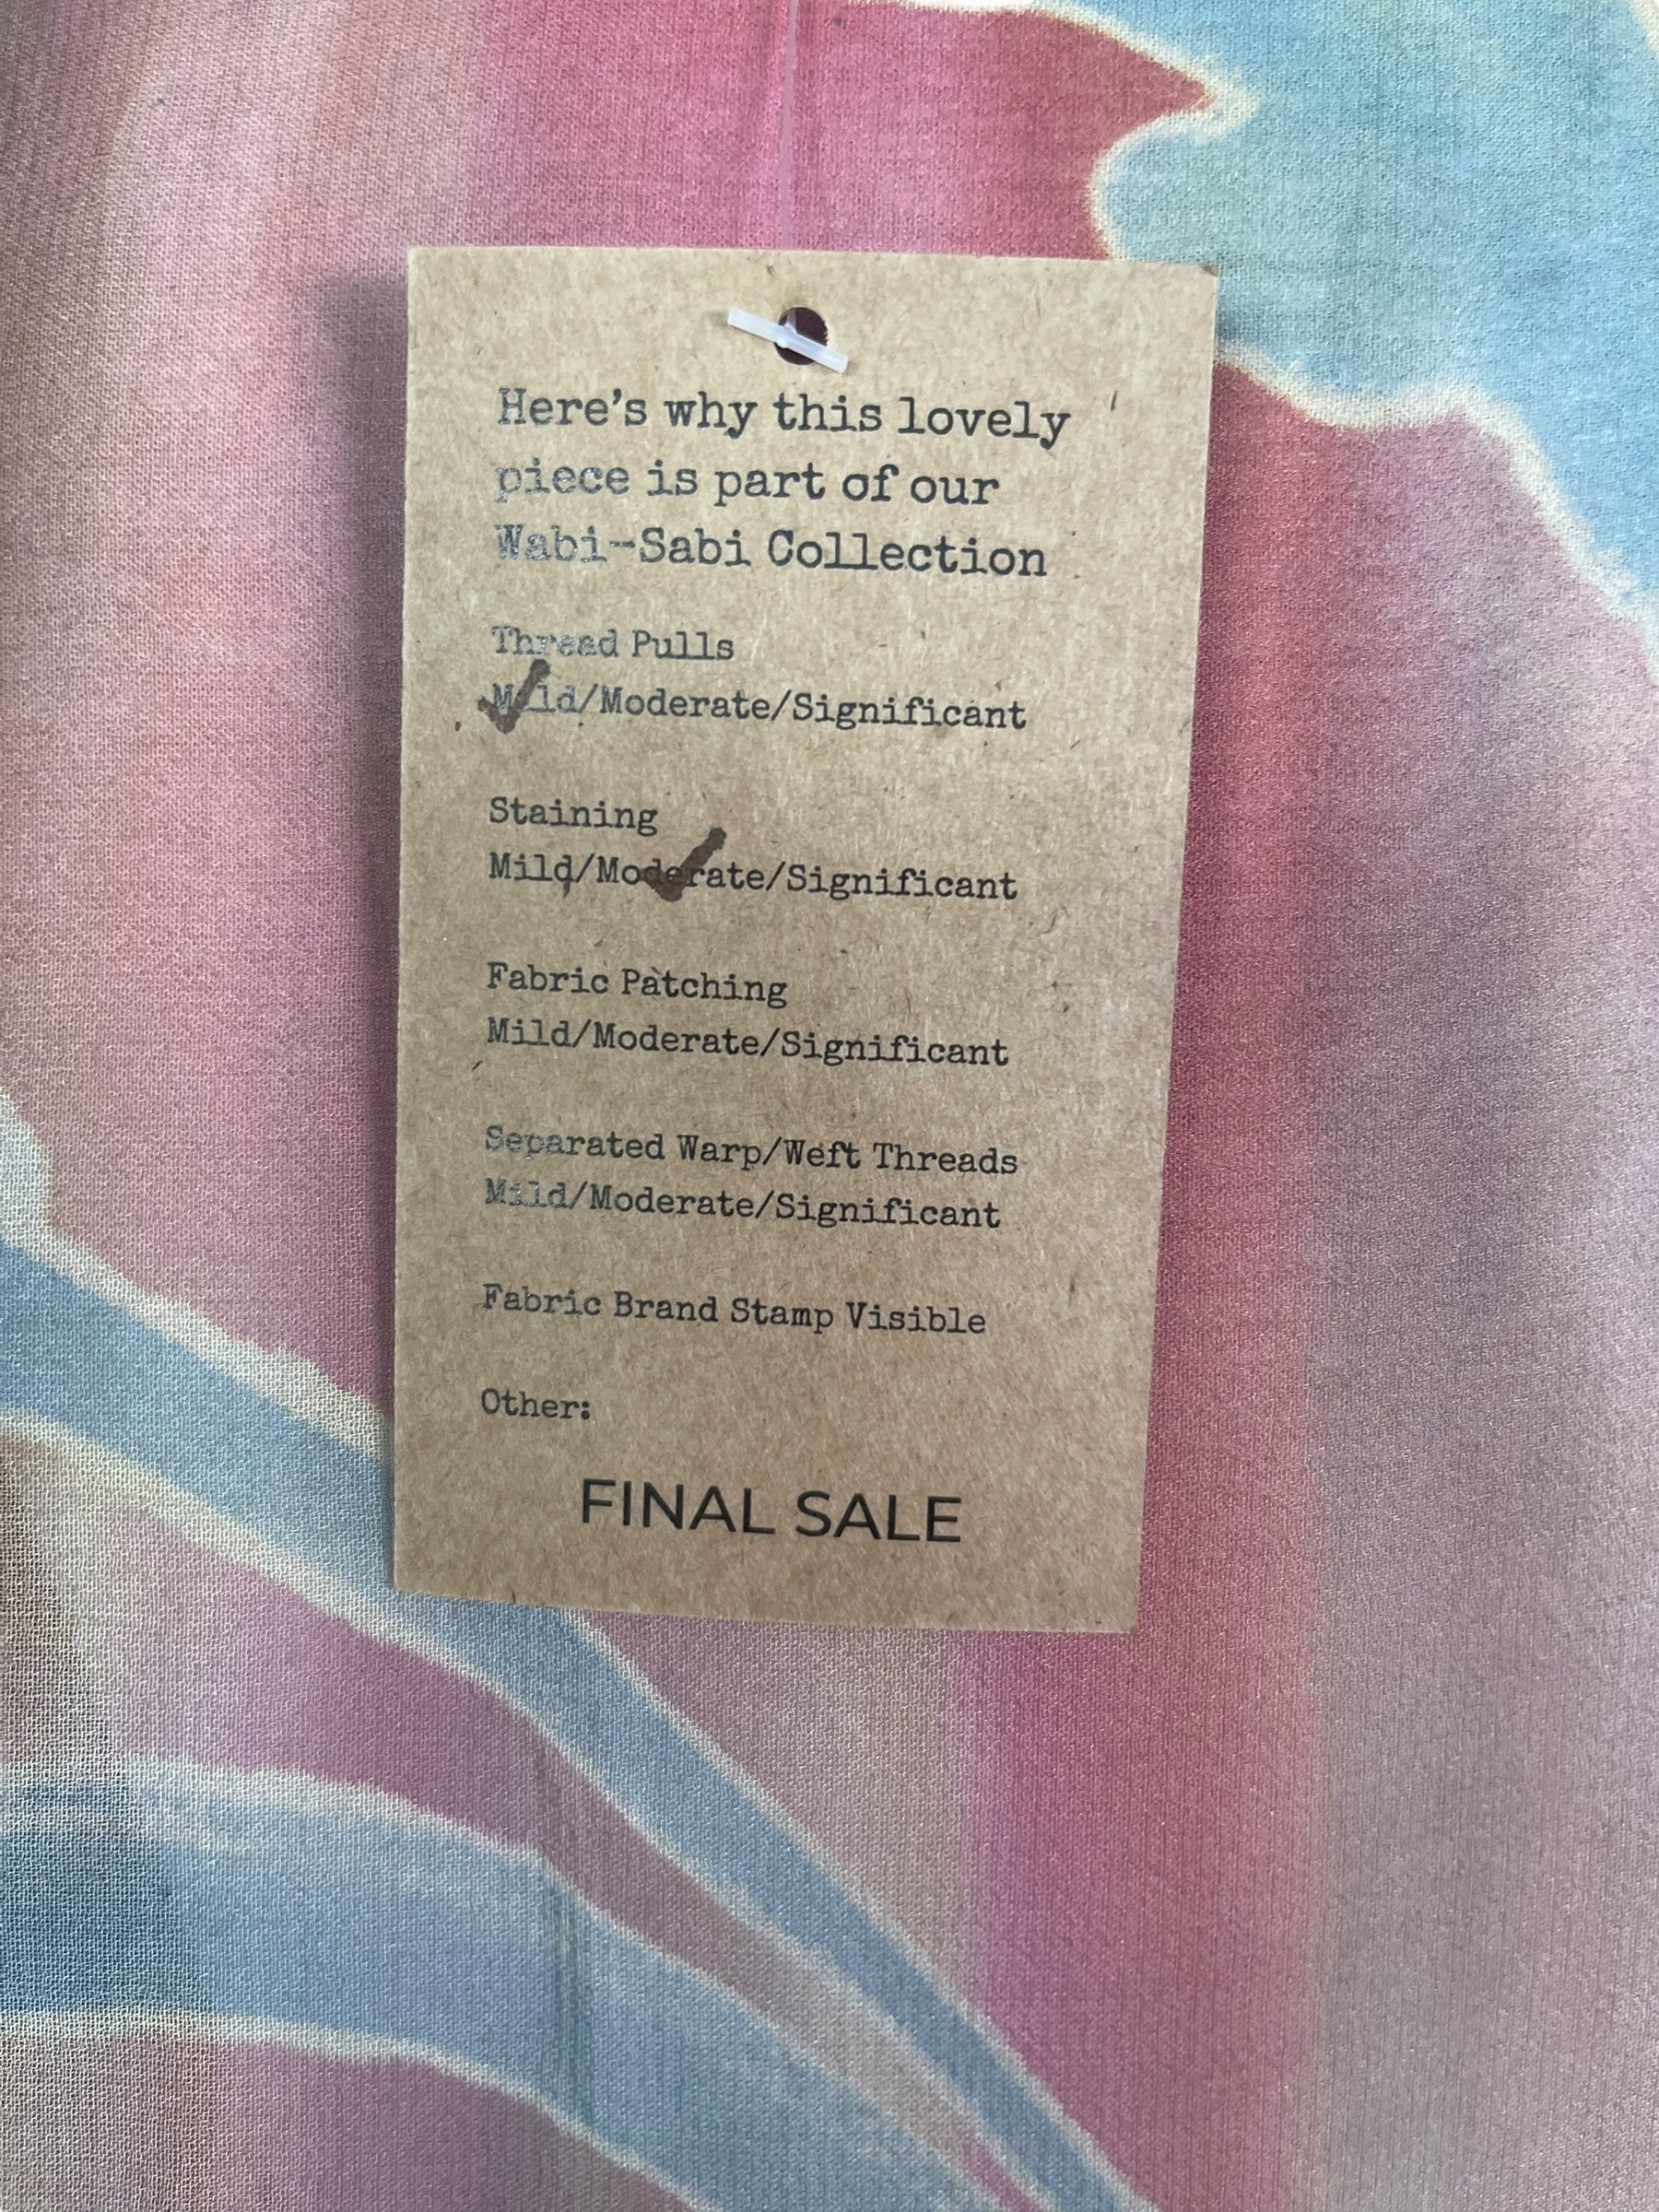 Here's why this lovely
piece is part of our
Wabi-Sabi Collection
Thread Pulls
Mild/Moderate/Significant
Staining
Mild/Moderate/Significant
Fabric Patching
Mild/Moderate/Significant
Separated Warp/Weft Threads
Mild/Moderate/Significant
Fabric Brand Stamp Visible
Other:
FINAL SALE